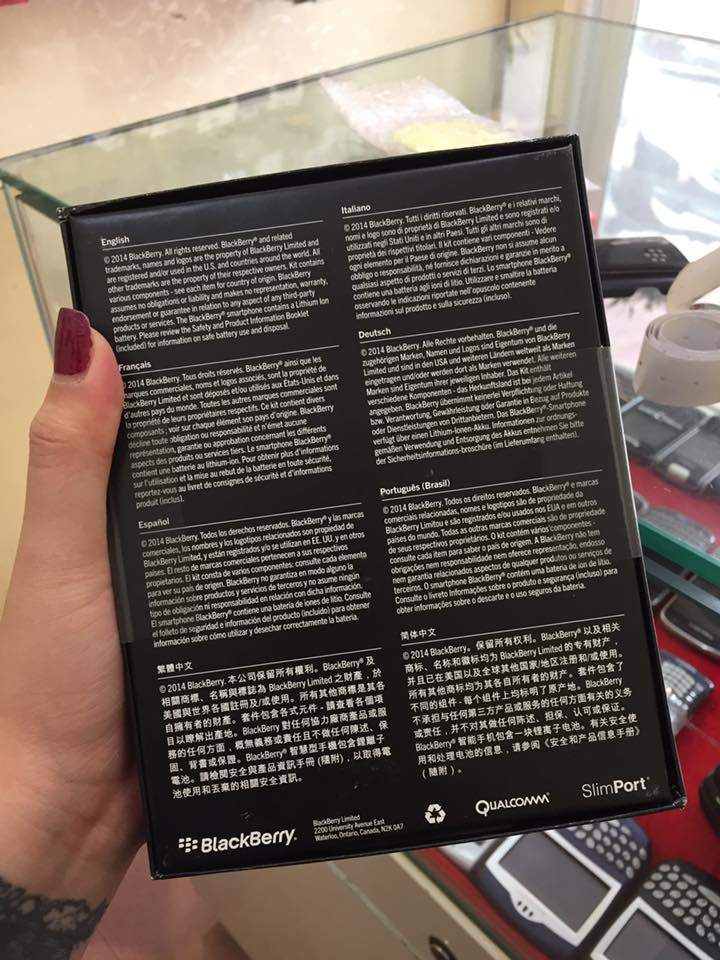 English
© 2014 BlackBerry. All rights reserved. BlackBerry® and related
trademarks, names and logos are the property of BlackBerry Limited and
are registered and/or used in the U.S. and countries around the world. All
other trademarks are the property of their respective owners. Kit contains
various components - see each item for country of origin. BlackBerry
assumes no obligations or liability and makes no representation, warranty,
endorsement or guarantee in relation to any aspect of any third-party
products or services. The BlackBerry® smartphone contains a Lithium Ion
battery. Please review the Safety and Product Information Booklet
(included) for information on safe battery use and disposal.
Français
© 2014 BlackBerry. Tous droits réservés. BlackBerry® ainsi que les
marques commerciales, noms et logos associés, sont la propriété de
BlackBerry Limited et sont déposés et/ou utilisés aux États-Unis et dans
d'autres pays du monde. Toutes les autres marques commerciales sont
la propriété de leurs propriétaires respectifs. Ce kit contient divers
composants ; voir sur chaque élément son pays d'origine. BlackBerry
décline toute obligation ou responsabilité et n'émet aucune
représentation, garantie ou approbation concernant les différents
aspects des produits ou services tiers. Le smartphone BlackBerry®
contient une batterie au lithium-ion. Pour obtenir plus d'informations
sur l'utilisation et la mise au rebut de la batterie en toute sécurité,
reportez-vous au livret de consignes de sécurité et d'informations
produit (inclus).
Español
© 2014 BlackBerry. Todos los derechos reservados. BlackBerry® y las marcas
comerciales, los nombres y los logotipos relacionados son propiedad de
BlackBerry Limited, y están registrados y/o se utilizan en EE. UU. y en otros
países. El resto de marcas comerciales pertenecen a sus respectivos
propietarios. El kit consta de varios componentes: consulte cada elemento
para ver su país de origen. BlackBerry no garantiza en modo alguno la
información sobre productos y servicios de terceros y no asume ningún
tipo de obligación ni responsabilidad en relación con dicha información.
El smartphone BlackBerry® contiene una batería de iones de litio. Consulte
el folleto de seguridad e información del producto (incluido) para obtener
información sobre cómo utilizar y desechar correctamente la batería.
繁體中文
© 2014 BlackBerry. 本公司保留所有權利。BlackBerry® 及
相關商標、名稱與標誌為 BlackBerry Limited 之財產，於
美國與世界各國註冊及/或使用。所有其他商標是其各
自擁有者的財產。套件包含各式元件 - 請查看各個項
目以瞭解出產地。BlackBerry 對任何協力廠商產品或服
務的任何方面，概無義務或責任且不做任何陳述、保
固、背書或保證。BlackBerry® 智慧型手機包含鋰離子
電池。請檢閱安全與產品資訊手冊 (隨附)，以取得電
池使用和丟棄的相關安全資訊。
Italiano
© 2014 BlackBerry. Tutti i diritti riservati. BlackBerry® e i relativi marchi,
nomi e logo sono di proprietà di BlackBerry Limited e sono registrati e/o
utilizzati negli Stati Uniti e in altri Paesi. Tutti gli altri marchi sono di
proprietà dei rispettivi titolari. Il kit contiene vari componenti - Vedere
ogni elemento per il Paese di origine. BlackBerry non si assume alcun
obbligo o responsabilità, né fornisce dichiarazioni e garanzie in merito a
qualsiasi aspetto di prodotti o servizi di terzi. Lo smartphone BlackBerry®
contiene una batteria agli ioni di litio. Utilizzare e smaltire la batteria
osservando le indicazioni riportate nell'opuscolo contenente
informazioni sul prodotto e sulla sicurezza (incluso).
Deutsch
© 2014 BlackBerry. Alle Rechte vorbehalten. BlackBerry® und die
zugehörigen Marken, Namen und Logos sind Eigentum von BlackBerry
Limited und sind in den USA und weiteren Ländern weltweit als Marken
eingetragen und/oder werden dort als Marken verwendet. Alle weiteren
Marken sind Eigentum ihrer jeweiligen Inhaber. Das Kit enthält
verschiedene Komponenten - das Herkunftsland ist bei jedem Artikel
angegeben. BlackBerry übernimmt keinerlei Verpflichtung oder Haftung
bzw. Verantwortung, Gewährleistung oder Garantie in Bezug auf Produkte
oder Dienstleistungen von Drittanbietern. Das BlackBerry®-Smartphone
verfügt über einen Lithium-Ionen-Akku. Informationen zur ordnungs-
gemäßen Verwendung und Entsorgung des Akkus entnehmen Sie bitte
der Sicherheitsinformations-broschüre (im Lieferumfang enthalten).
Português (Brasil)
© 2014 BlackBerry. Todos os direitos reservados. BlackBerry® e marcas
comerciais relacionadas, nomes e logotipos são de propriedade da
BlackBerry Limitou e são registrados e/ou usados nos EUA e em outros
países do mundo. Todas as outras marcas comerciais são de propriedade
de seus respectivos proprietários. O kit contém vários componentes -
consulte cada item para saber o país de origem. A BlackBerry não tem
obrigações nem responsabilidade nem oferece representação, endosso
nem garantia relacionados aspectos de qualquer produtos ou serviços de
terceiros. O smartphone BlackBerry® contém uma bateria de íon de lítio.
Consulte o livreto Informações sobre o produto e segurança (incluso) para
obter informações sobre o descarte e o uso seguros da bateria.
简体中文
© 2014 BlackBerry。保留所有权利。BlackBerry® 以及相关
商标、名称和徽标均为 BlackBerry Limited 的专有财产，
并且已在美国以及全球其他国家/地区注册和/或使用。
所有其他商标均为其各自所有者的财产。套件包含了
不同的组件 - 每个组件上均标明了原产地。BlackBerry
不承担与任何第三方产品或服务的任何方面有关的义务
或责任，并不对其做任何陈述、担保、认可或保证。
BlackBerry® 智能手机包含一块锂离子电池。有关安全使
用和处理电池的信息，请参阅《安全和产品信息手册》
（随附）。
BlackBerry.
BlackBerry Limited
2200 University Avenue East
Waterloo, Ontario, Canada, N2K 0A7
QUALCOMM®
SlimPort®